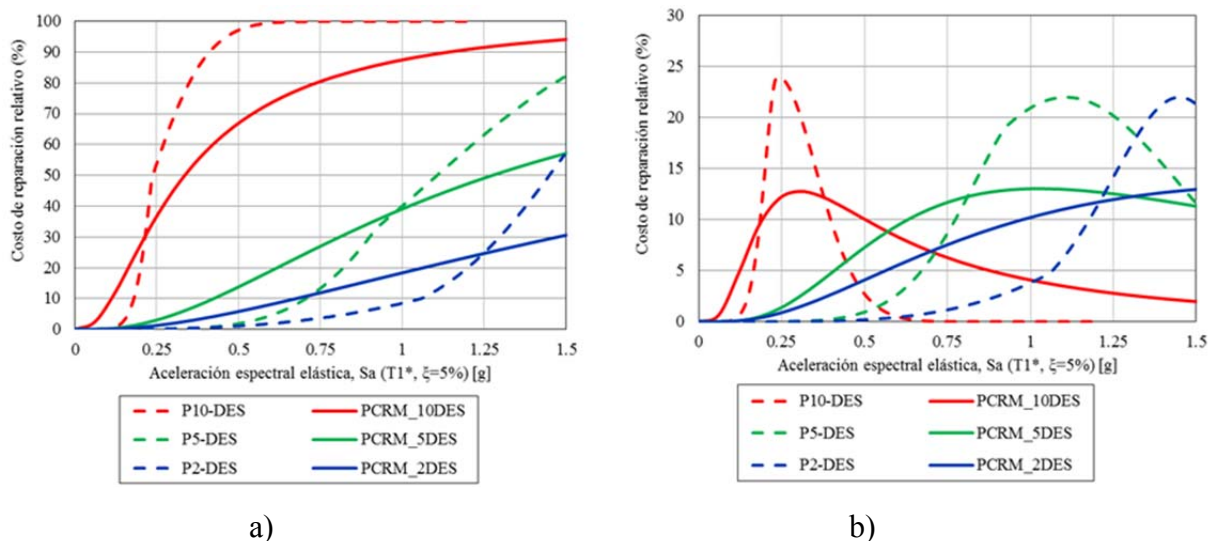 Costo de reparación relativo (%)
100
90
80
70
60
50
40
30
20
10
0
0 0.25 0.5 0.75 1 1.25 1.5
Aceleración espectral elástica, Sa (T1*, ξ=5%) [g]
P10-DES PCRM_10DES
P5-DES PCRM_5DES
P2-DES PCRM_2DES
a)
Costo de reparación relativo (%)
30
25
20
15
10
5
0
0 0.25 0.5 0.75 1 1.25 1.5
Aceleración espectral elástica, Sa (T1*, ξ=5%) [g]
P10-DES PCRM_10DES
P5-DES PCRM_5DES
P2-DES PCRM_2DES
b)